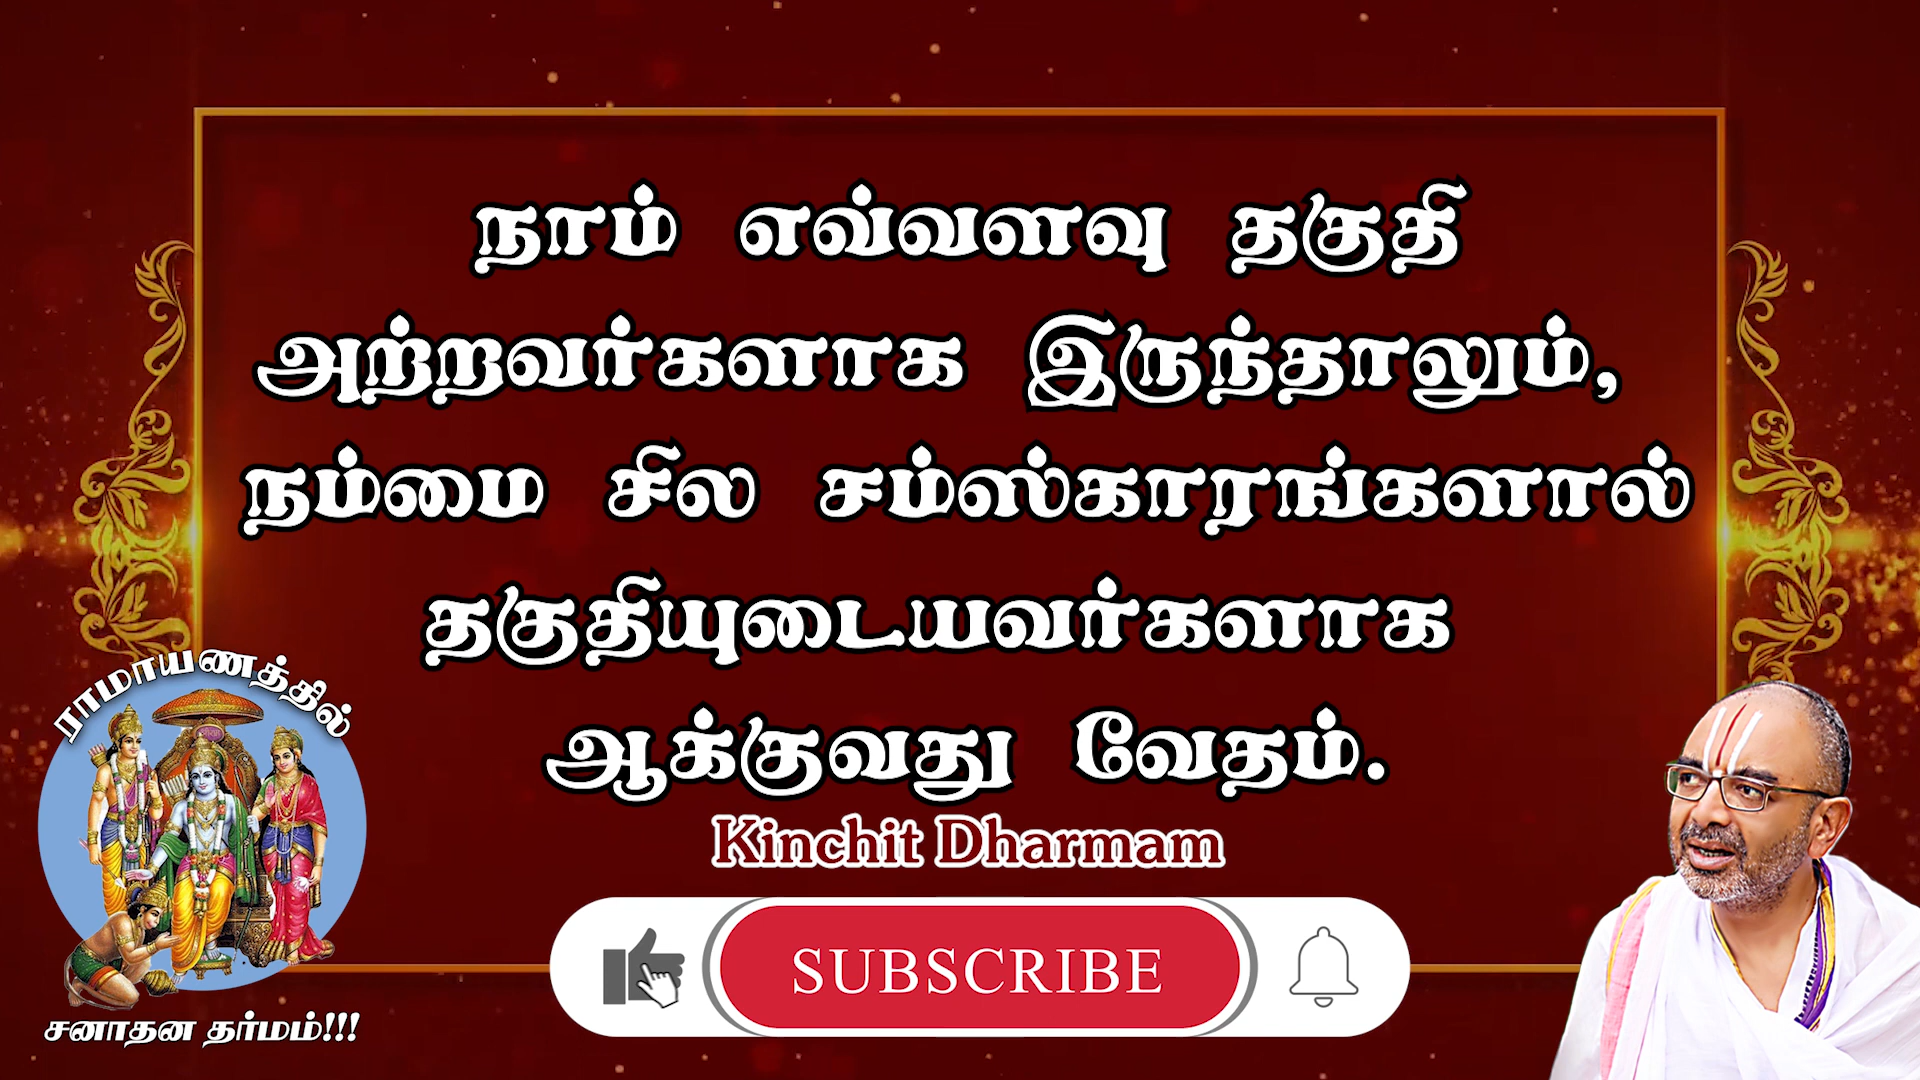 நாம் எவ்வளவு தகுதி
அற்றவர்களாக இருந்தாலும்,
நம்மை சில சம்ஸ்காரங்களால்
தகுதியுடையவர்களாக
ஆக்குவது வேதம்.
Kinchit Dharmam
SUBSCRIBE
ராமாயணத்தில்
சனாதன தர்மம்!!!